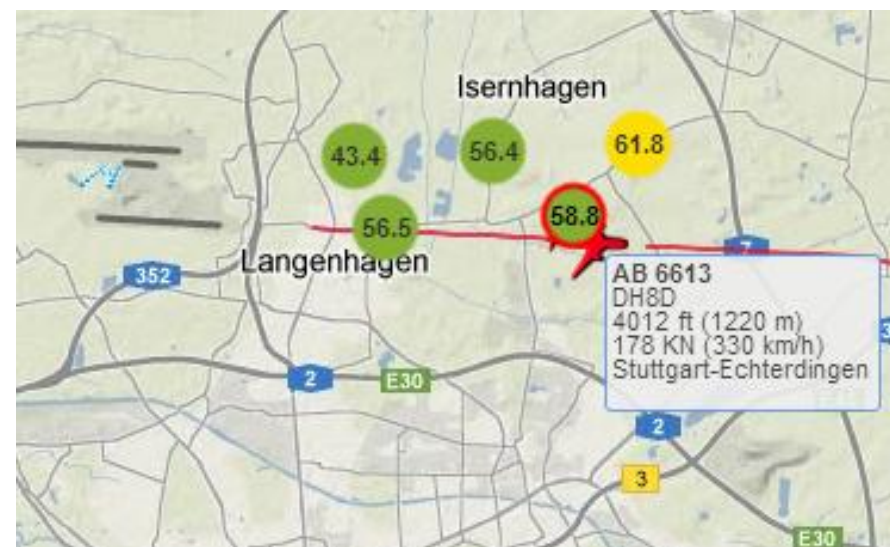 Isernhagen
43.4
56.4
61.8
56.5
58.8
Langenhagen
7
352
AB 6613
DH8D
4012 ft (1220 m)
178 KN (330 km/h)
Stuttgart-Echterdingen
2
E30
2
3
E30